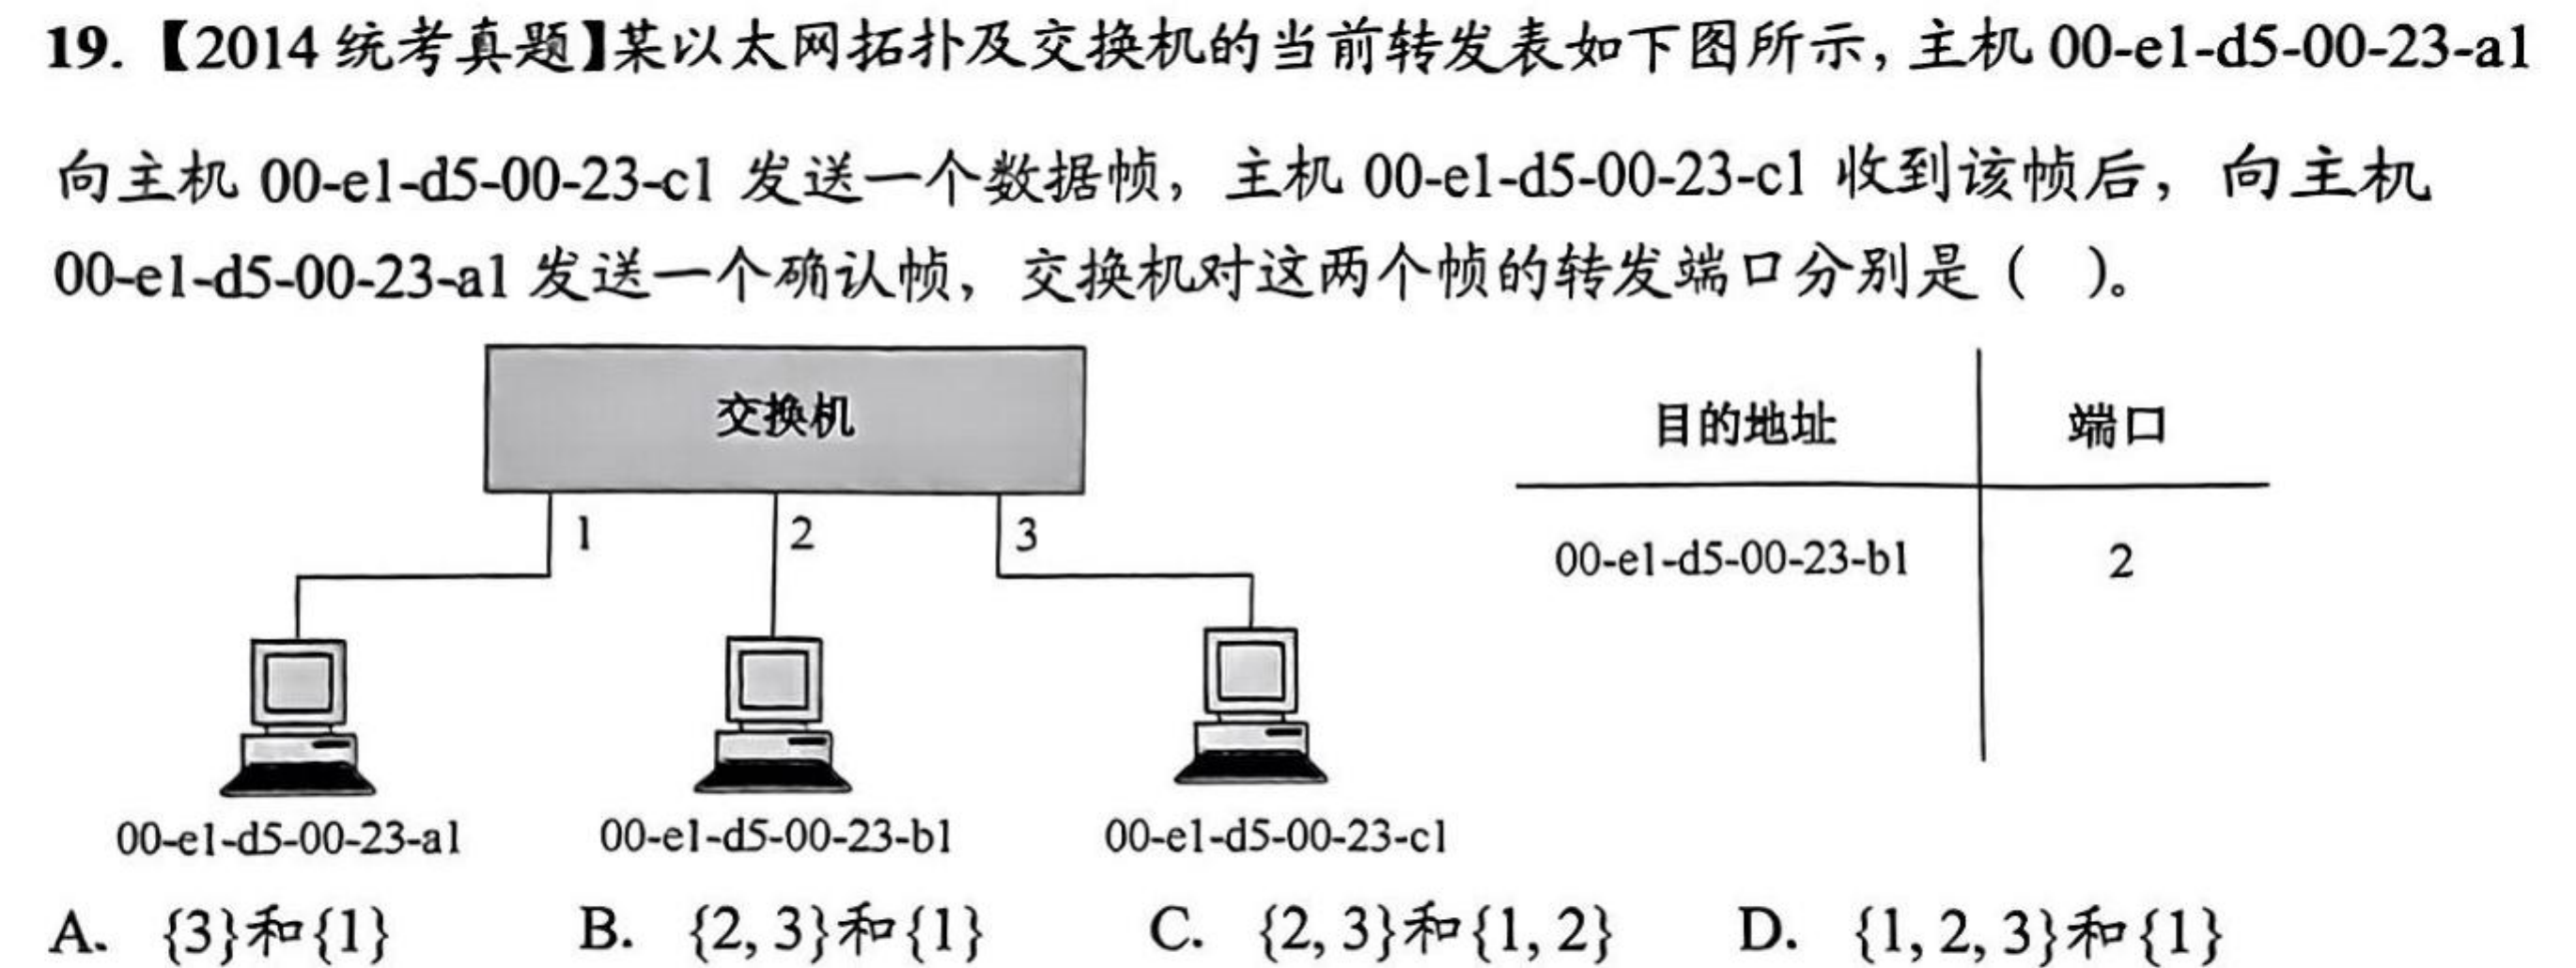 19.【2014 统考真题】某以太网拓扑及交换机的当前转发表如下图所示,主机 00-e1-d5-00-23-a1
向主机 00-e1-d5-00-23-c1 发送一个数据帧，主机 00-e1-d5-00-23-c1 收到该帧后，向主机
00-e1-d5-00-23-a1 发送一个确认帧，交换机对这两个帧的转发端口分别是（ ）。
交换机
1 2 3
00-e1-d5-00-23-a1 00-e1-d5-00-23-b1 00-e1-d5-00-23-c1
目的地址 端口
00-e1-d5-00-23-b1 2
A. {3}和{1} B. {2, 3}和{1} C. {2, 3}和{1, 2} D. {1, 2, 3}和{1}